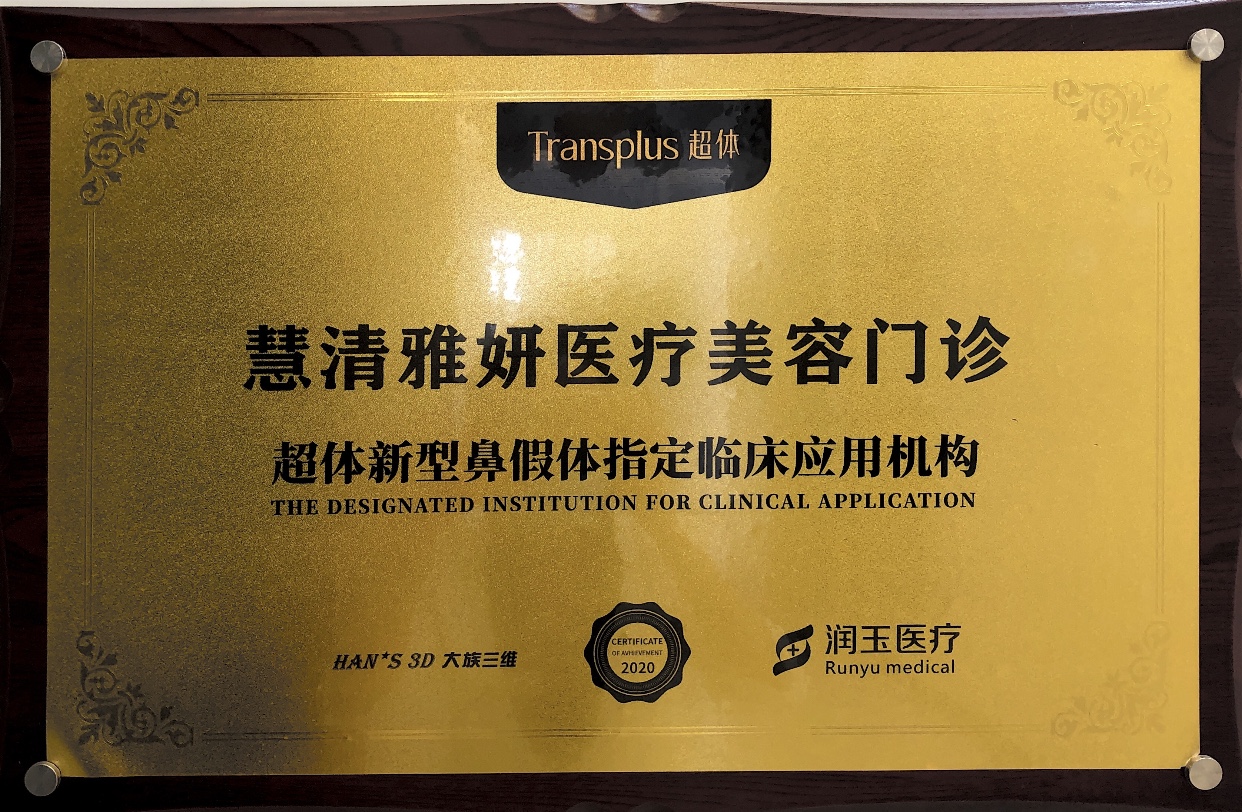 Transplus 超体
慧清雅妍医疗美容门诊
超体新型鼻假体指定临床应用机构
THE DESIGNATED INSTITUTION FOR CLINICAL APPLICATION
HAN★S 3D 大族三维
CERTIFICATE
OF AVHIEVEMENT
2020
润玉医疗
Runyu medical